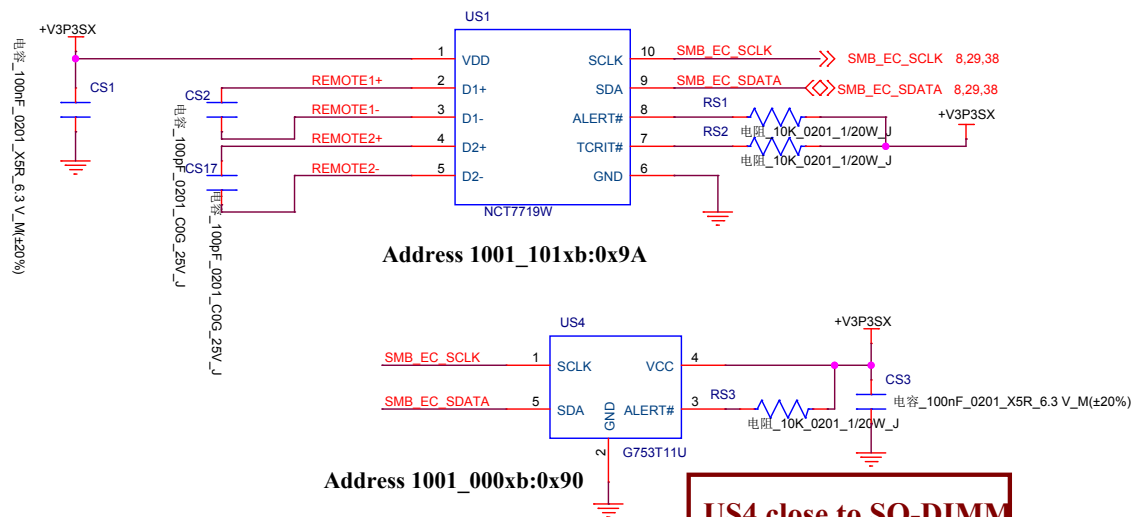 US1
+V3P3SX
CS1
电容_100nF_0201_X5R_6.3 V_M(±20%)
1 VDD
2 D1+
3 D1-
4 D2+
5 D2-
SCLK 10
SDA 9
ALERT# 8
TCRIT# 7
GND 6
NCT7719W
REMOTE1+
REMOTE1-
REMOTE2+
REMOTE2-
CS2
电容_100pF_0201_C0G_25V_J
CS17
电容_100pF_0201_C0G_25V_J
SMB_EC_SCLK
SMB_EC_SCLK 8,29,38
SMB_EC_SDATA
SMB_EC_SDATA 8,29,38
RS1
电阻_10K_0201_1/20W_J
RS2
电阻_10K_0201_1/20W_J
+V3P3SX
Address 1001_101xb:0x9A
US4
SMB_EC_SCLK
1 SCLK
SMB_EC_SDATA
5 SDA
GND
2
VCC 4
ALERT# 3
G753T11U
RS3
电阻_10K_0201_1/20W_J
+V3P3SX
CS3
电容_100nF_0201_X5R_6.3 V_M(±20%)
Address 1001_000xb:0x90
US4 close to SO-DIMM